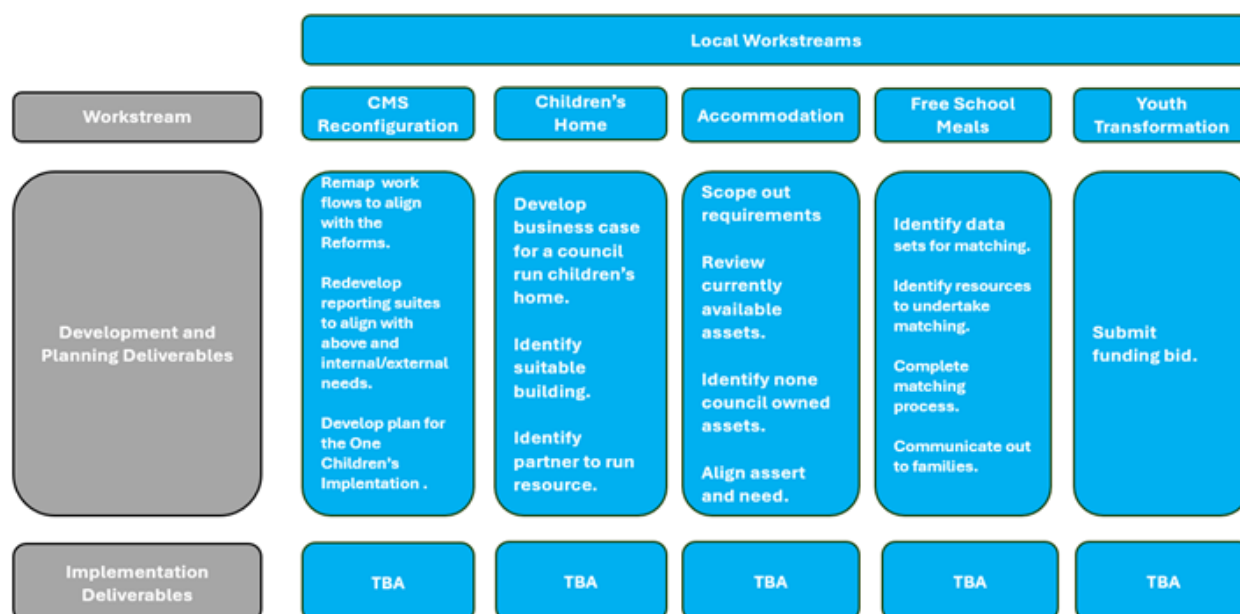 Local Workstreams
Workstream
CMS
Reconfiguration
Children's
Home
Accommodation
Free School
Meals
Youth
Transformation
Development and
Planning Deliverables
Remap work
flows to align
with the
Reforms.
Redevelop
reporting suites
to align with
above and
internal/external
needs.
Develop plan for
the One
Children's
Implentation .
Develop
business case
for a council
run children's
home.
Identify
suitable
building.
Identify
partner to run
resource.
Scope out
requirements
Review
currently
available
assets.
Identify none
council owned
assets.
Align assert
and need.
Identify data
sets for matching.
Identify resources
to undertake
matching.
Complete
matching
process.
Communicate out
to families.
Submit
funding bid.
Implementation
Deliverables
TBA
TBA
TBA
TBA
TBA